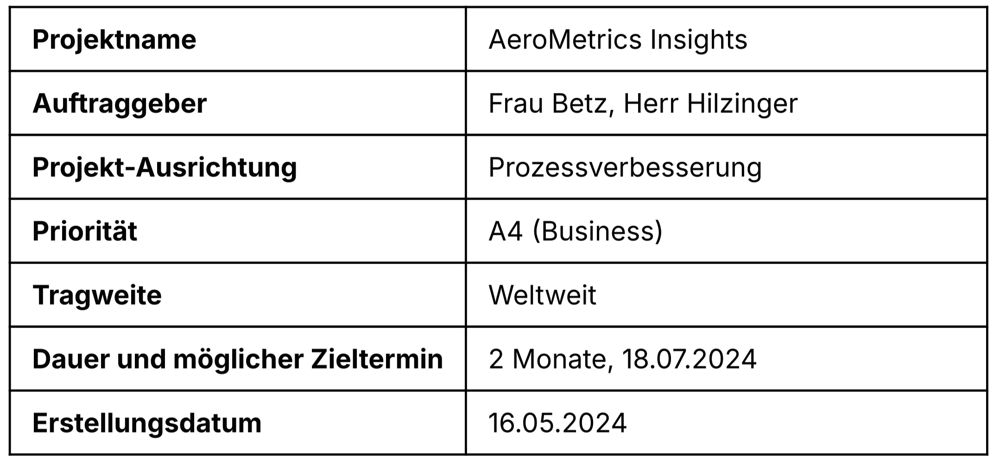 Projektname AeroMetrics Insights
Auftraggeber Frau Betz, Herr Hilzinger
Projekt-Ausrichtung Prozessverbesserung
Priorität A4 (Business)
Tragweite Weltweit
Dauer und möglicher Zieltermin 2 Monate, 18.07.2024
Erstellungsdatum 16.05.2024